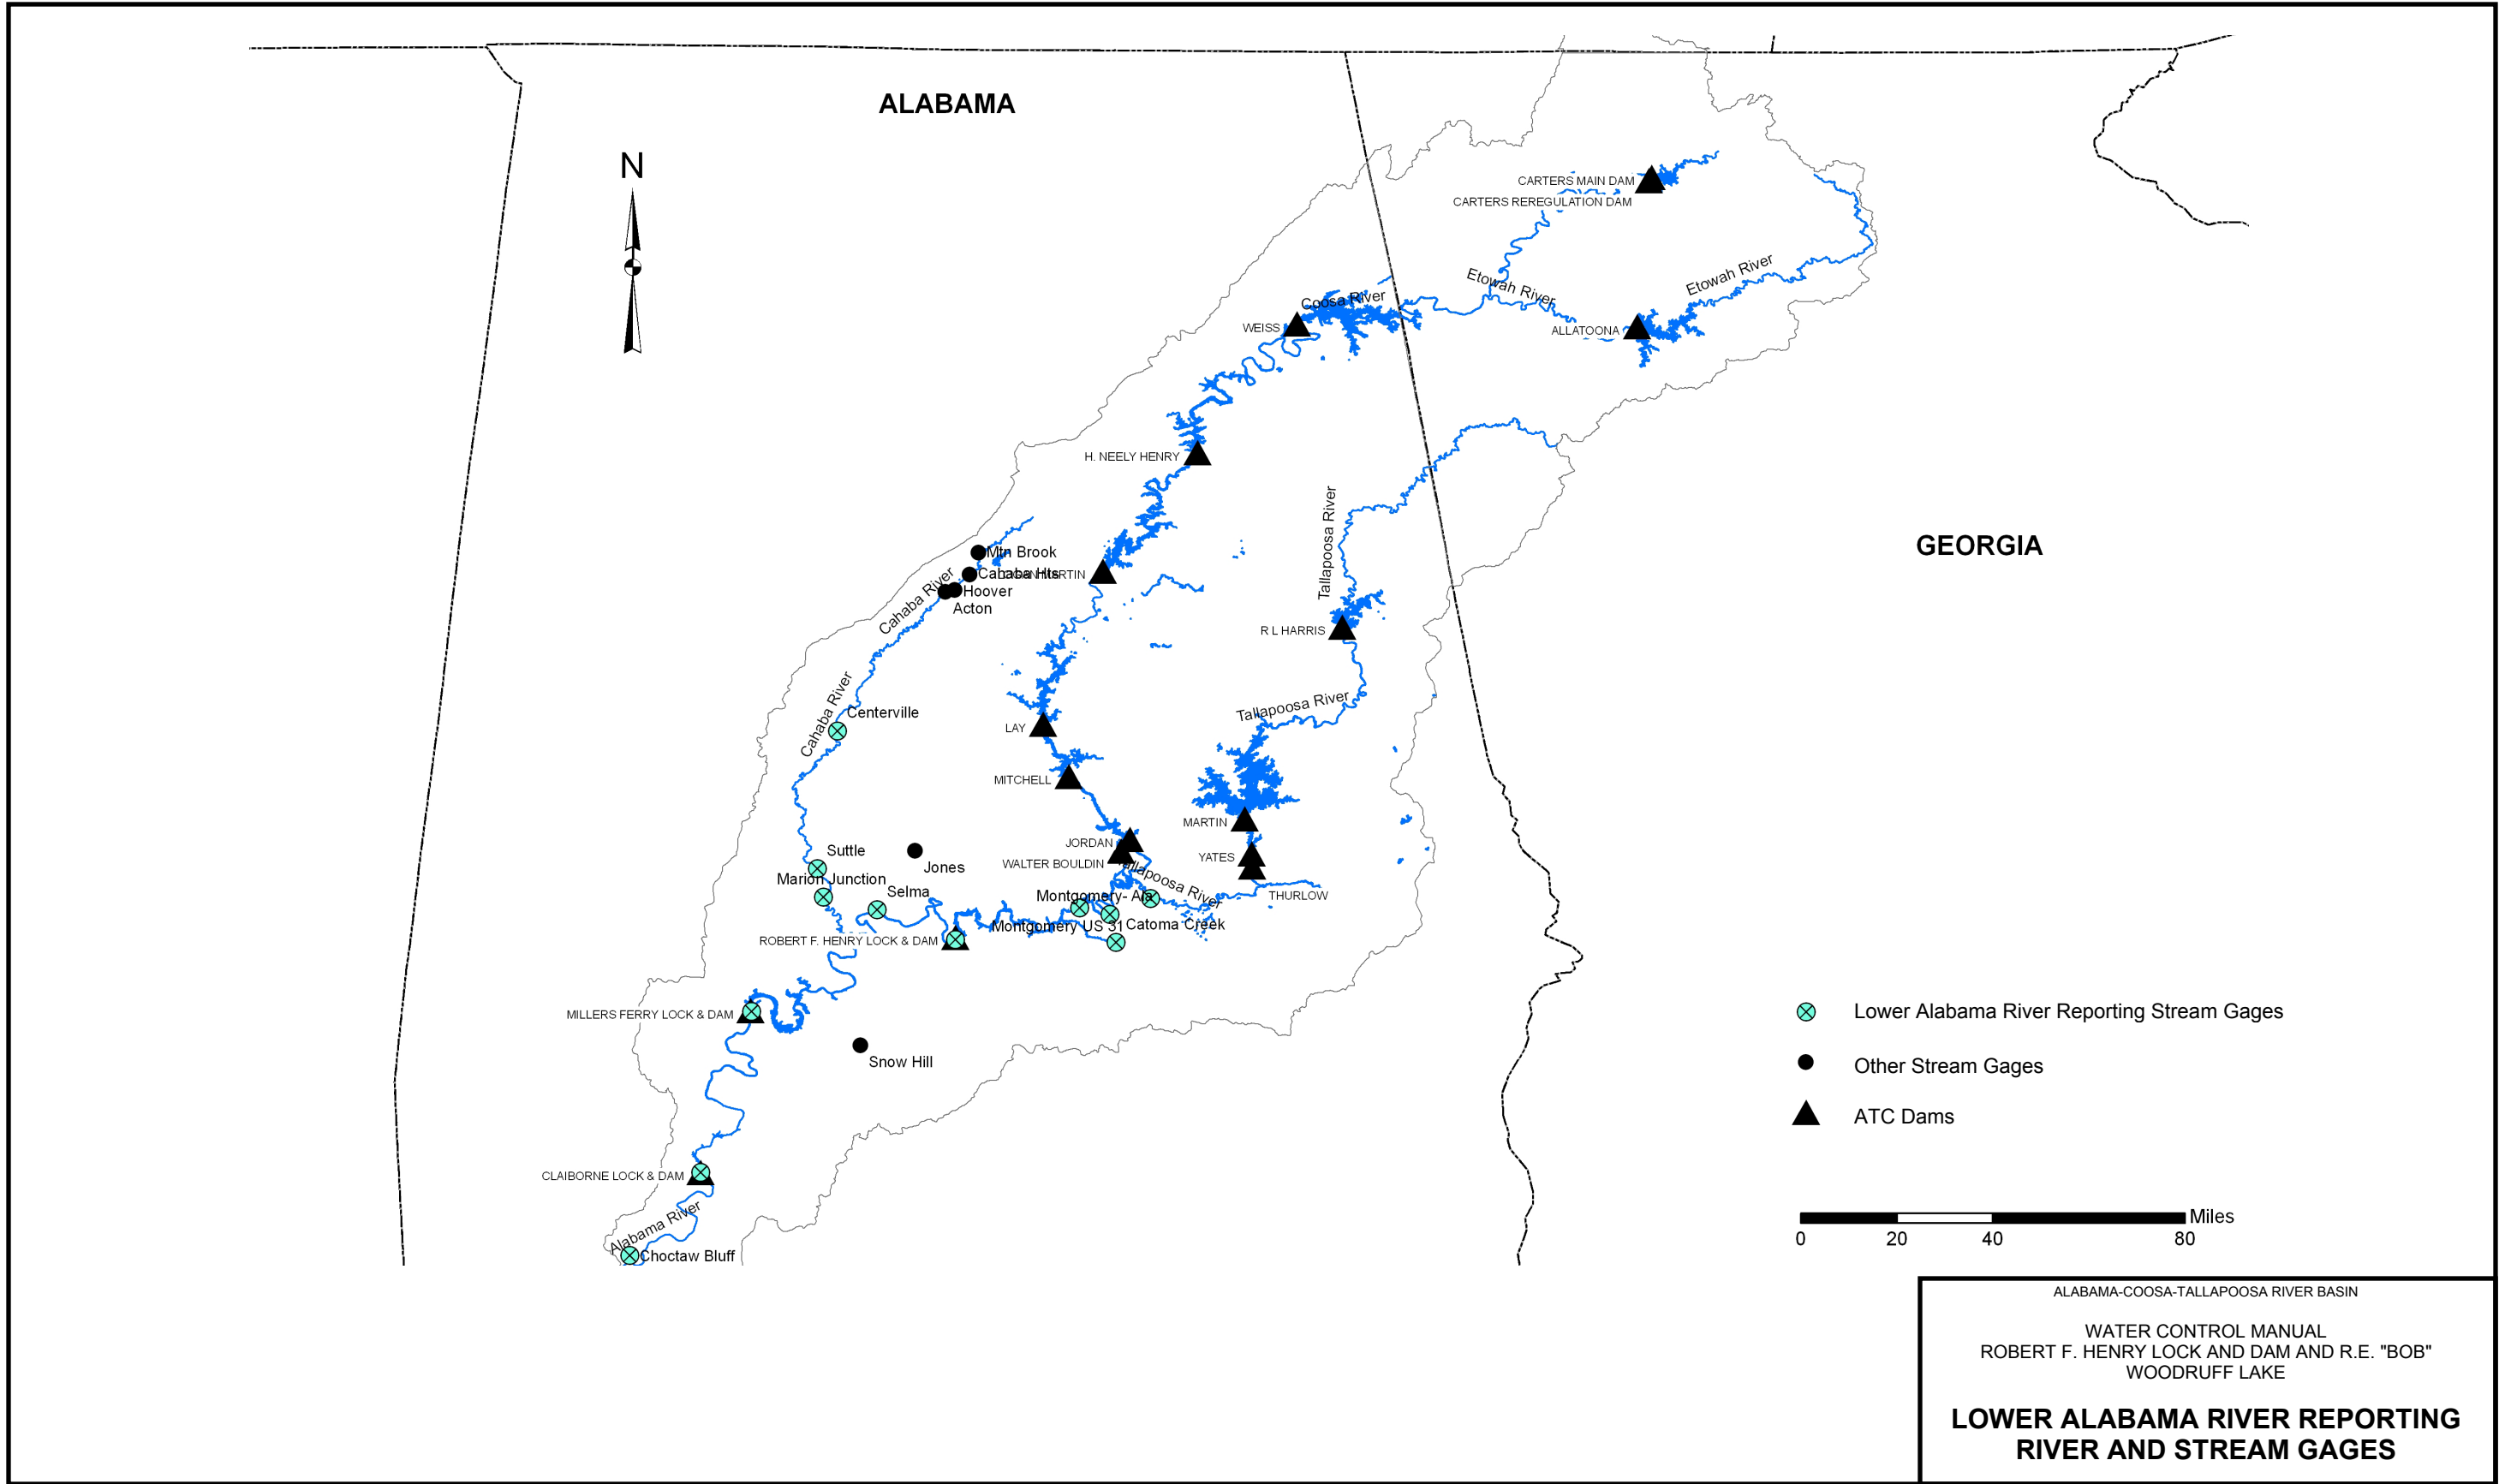 ALABAMA
N
CARTERS MAIN DAM
CARTERS REREGULATION DAM
Etowah River
Etowah River
Coosa River
WEISS
ALLATOONA
H. NEELY HENRY
Tallapoosa River
GEORGIA
Mtn Brook
Cahaba Hts
MARTIN
Hoover
Acton
Cahaba River
R L HARRIS
Cahaba River
Centerville
Tallapoosa River
LAY
MITCHELL
MARTIN
JORDAN
WALTER BOULDIN
YATES
Suttle
Jones
Marion Junction
Selma
Tallapoosa River
THURLOW
Montgomery- Ala
Montgomery US 31
Catoma Creek
ROBERT F. HENRY LOCK & DAM
MILLERS FERRY LOCK & DAM
Snow Hill
CLAIBORNE LOCK & DAM
Alabama River
Choctaw Bluff
Lower Alabama River Reporting Stream Gages
Other Stream Gages
ATC Dams
Miles
0 20 40 80
ALABAMA-COOSA-TALLAPOOSA RIVER BASIN
WATER CONTROL MANUAL
ROBERT F. HENRY LOCK AND DAM AND R.E. "BOB"
WOODRUFF LAKE
LOWER ALABAMA RIVER REPORTING
RIVER AND STREAM GAGES